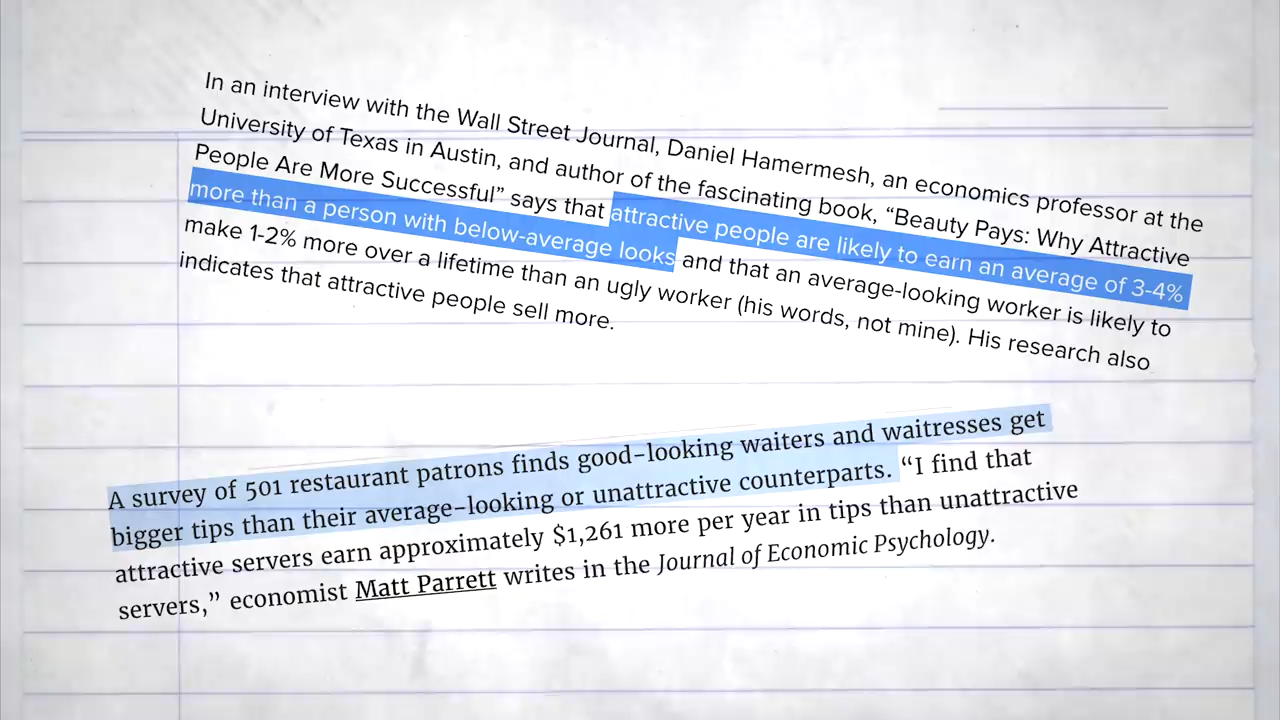 In an interview with the Wall Street Journal, Daniel Hamermesh, an economics professor at the
University of Texas in Austin, and author of the fascinating book, “Beauty Pays: Why Attractive
People Are More Successful” says that attractive people are likely to earn an average of 3-4%
more than a person with below-average looks and that an average-looking worker is likely to
make 1-2% more over a lifetime than an ugly worker (his words, not mine). His research also
indicates that attractive people sell more.
A survey of 501 restaurant patrons finds good-looking waiters and waitresses get
bigger tips than their average-looking or unattractive counterparts. “I find that
attractive servers earn approximately $1,261 more per year in tips than unattractive
servers,” economist Matt Parrett writes in the Journal of Economic Psychology.